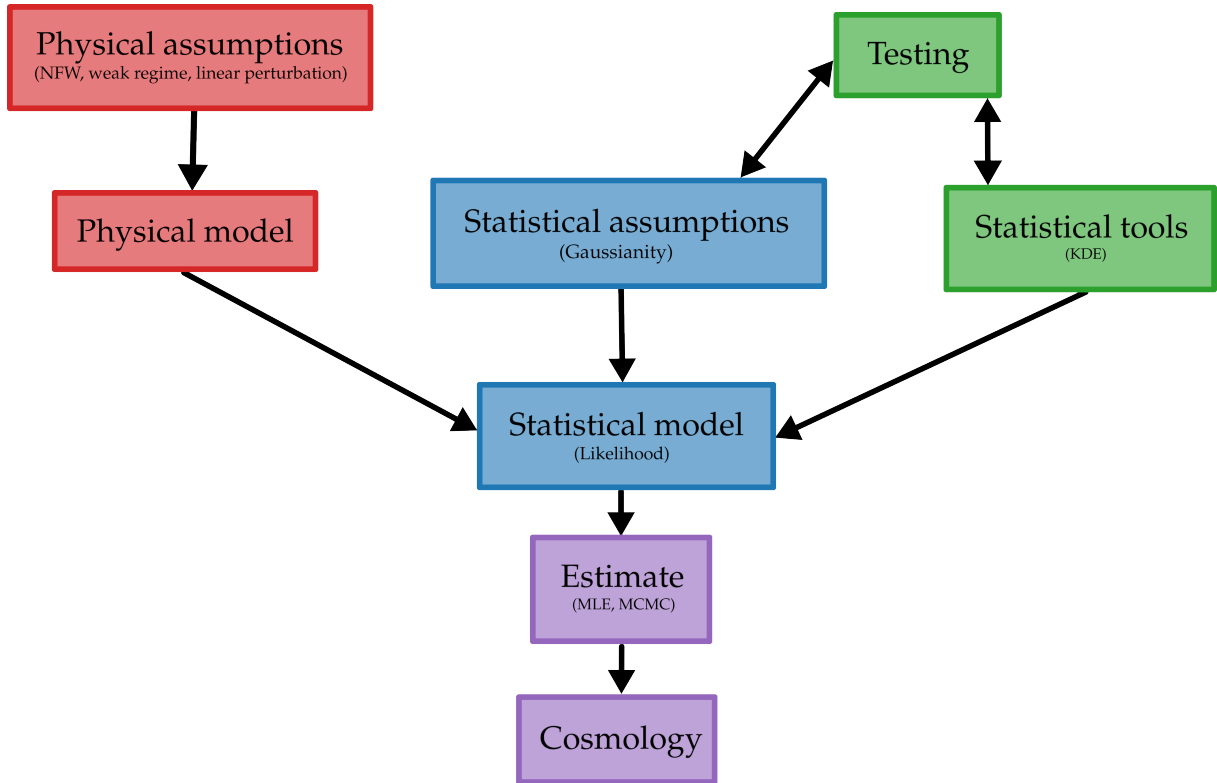 Physical assumptions
(NFW, weak regime, linear perturbation)
Testing
Physical model
Statistical assumptions
(Gaussianity)
Statistical tools
(KDE)
Statistical model
(Likelihood)
Estimate
(MLE, MCMC)
Cosmology